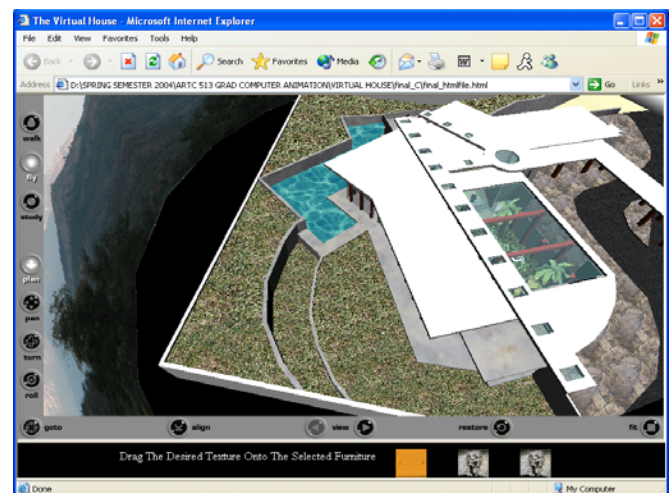 The Virtual House - Microsoft Internet Explorer
File Edit View Favorites Tools Help
Back Search Favorites Media
Address D:\SPRING SEMESTER 2004\ARTC 513 GRAD COMPUTER ANIMATION\VIRTUAL HOUSE\final_C\final_htmlfile.html Go Links »
walk
fly
study
plan
pan
turn
roll
goto align view restore fit
Drag The Desired Texture Onto The Selected Furniture
Done My Computer